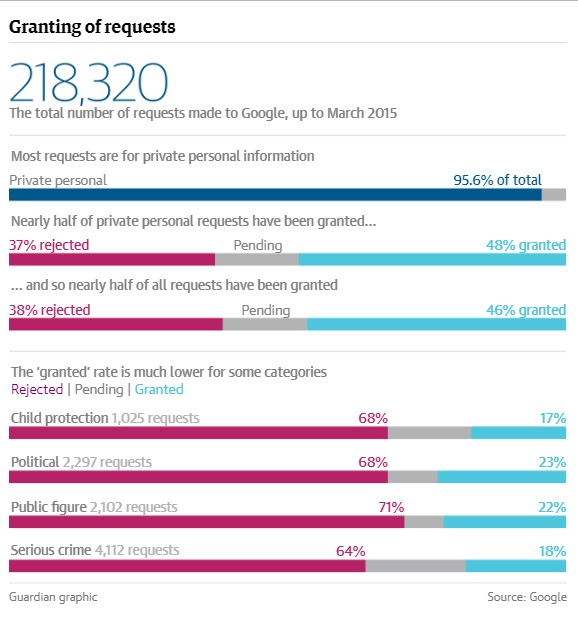 Granting of requests
218,320
The total number of requests made to Google, up to March 2015
Most requests are for private personal information
Private personal 95.6% of total
Nearly half of private personal requests have been granted...
37% rejected Pending 48% granted
... and so nearly half of all requests have been granted
38% rejected Pending 46% granted
The ‘granted’ rate is much lower for some categories
Rejected | Pending | Granted
Child protection 1,025 requests 68% 17%
Political 2,297 requests 68% 23%
Public figure 2,102 requests 71% 22%
Serious crime 4,112 requests 64% 18%
Guardian graphic Source: Google